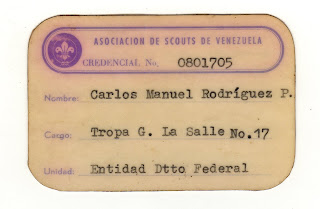 ASOCIACION DE SCOUTS DE VENEZUELA
CREDENCIAL No. 0801705
Nombre: Carlos Manuel Rodríguez P.
Cargo: Tropa G. La Salle No.17
Unidad: Entidad Dtto Federal